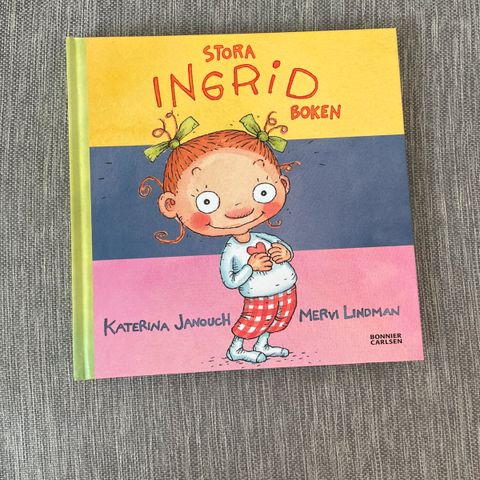 STORA
INGRID
BOKEN
KATERINA JANOUCH MERVI LINDMAN
BONNIER
CARLSEN